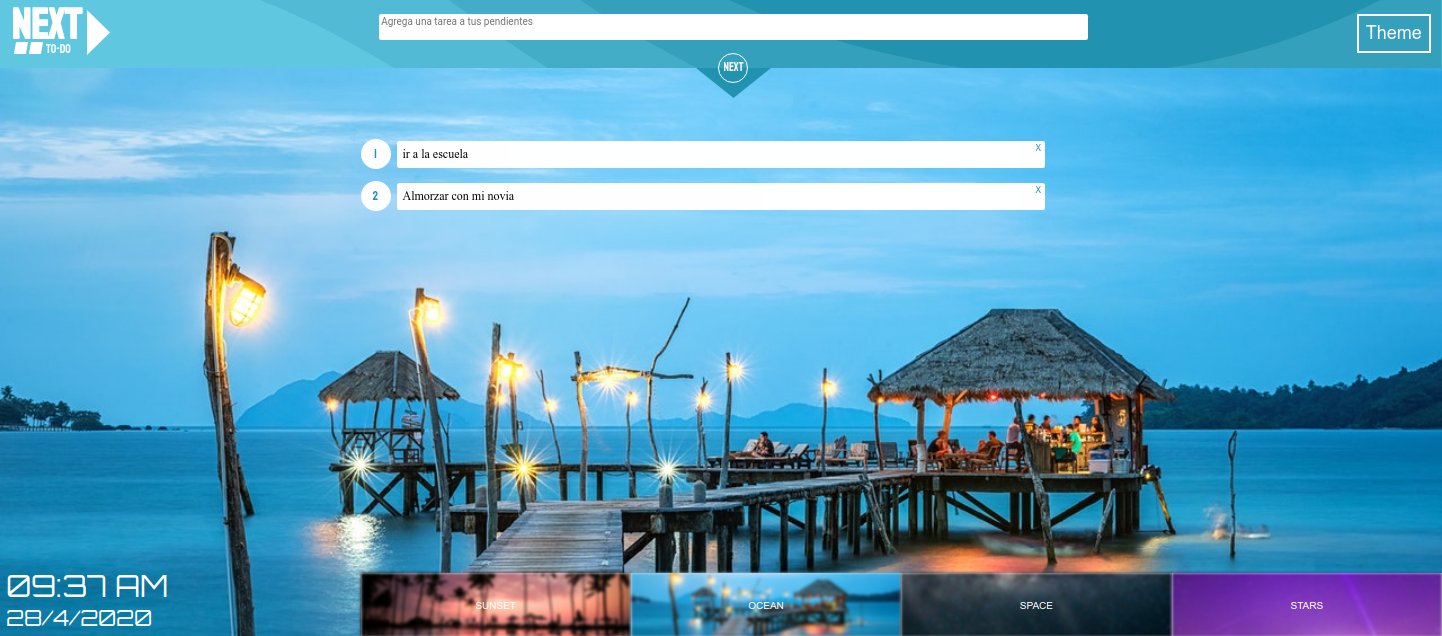 NEXT
TO-DO
Agrega una tarea a tus pendientes
Theme
NEXT
1 ir a la escuela X
2 Almorzar con mi novia X
09:37 AM
28/4/2020
SUNSET OCEAN SPACE STARS